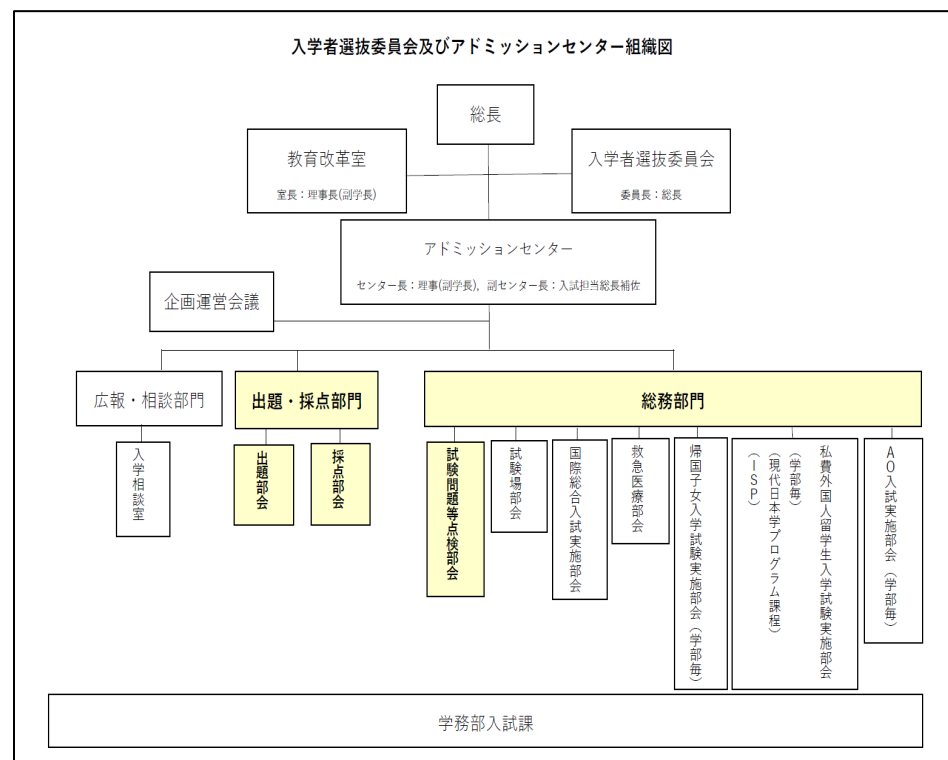 入学者選抜委員会及びアドミッションセンター組織図
総長
教育改革室
室長：理事長(副学長)
入学者選抜委員会
委員長：総長
アドミッションセンター
センター長：理事(副学長)，副センター長：入試担当総長補佐
企画運営会議
広報・相談部門
出題・採点部門
総務部門
入学相談室
出題部会
採点部会
試験問題等点検部会
試験場部会
国際総合入試実施部会
救急医療部会
帰国子女入学試験実施部会（学部毎）
私費外国人留学生入学試験実施部会
（学部毎）
（現代日本学プログラム課程）
（ＩＳＰ）
ＡＯ入試実施部会（学部毎）
学務部入試課